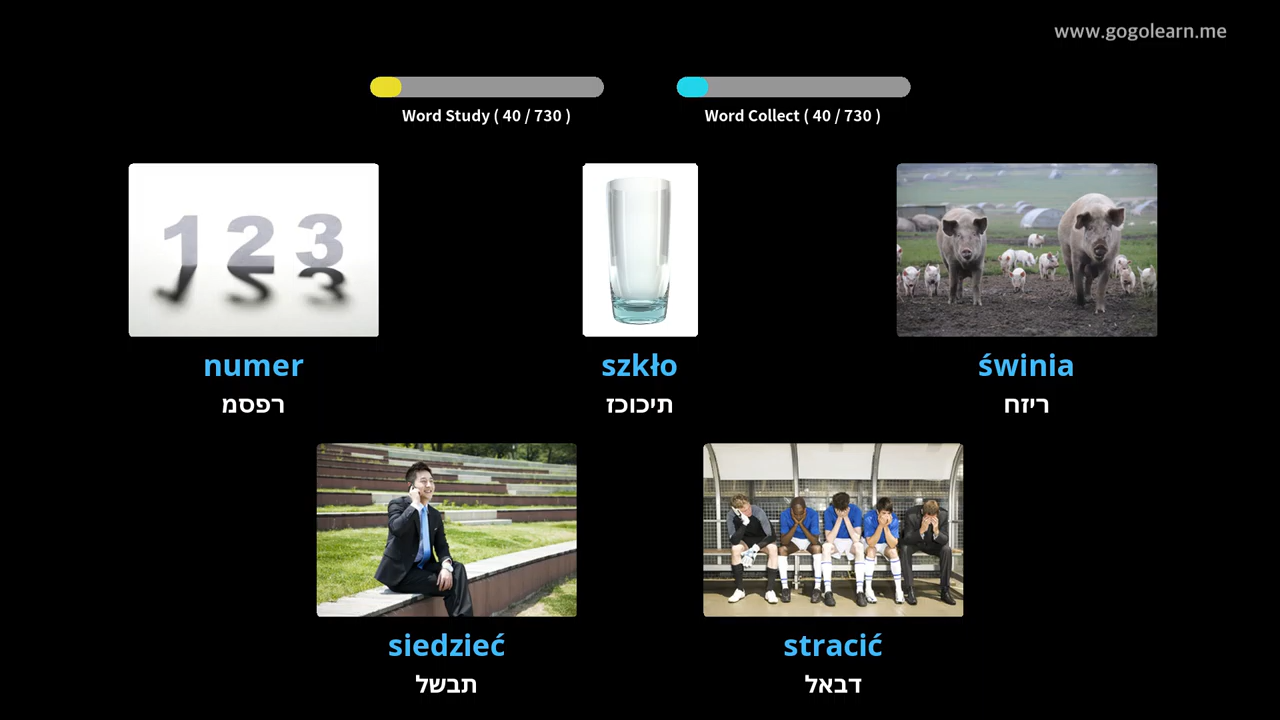 www.gogolearn.me
Word Study ( 40 / 730 )
Word Collect ( 40 / 730 )
numer
רפסמ
szkło
תיכוכז
świnia
ריזח
siedzieć
תבשל
stracić
דבאל